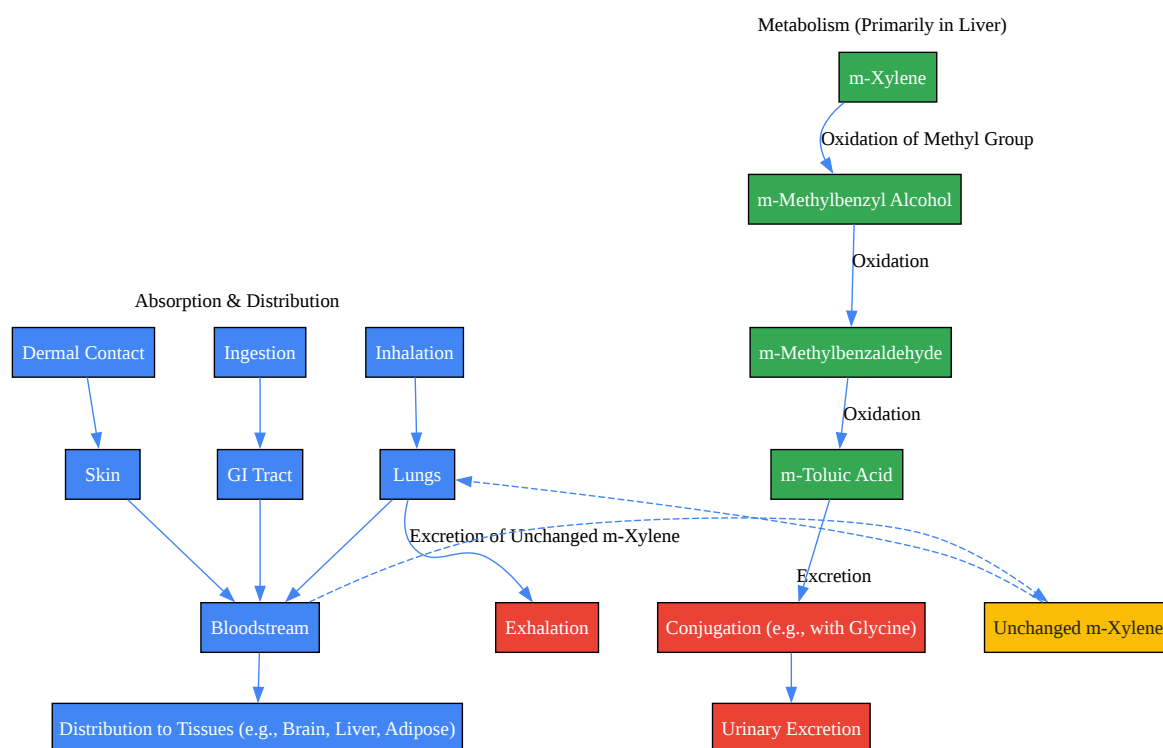 Metabolism (Primarily in Liver)
m-Xylene
Oxidation of Methyl Group
m-Methylbenzyl Alcohol
Oxidation
Absorption & Distribution
Dermal Contact
Ingestion
Inhalation
m-Methylbenzaldehyde
Oxidation
Skin
GI Tract
Lungs
m-Toluic Acid
Excretion of Unchanged m-Xylene
Excretion
Bloodstream
Exhalation
Conjugation (e.g., with Glycine)
Unchanged m-Xylene
Distribution to Tissues (e.g., Brain, Liver, Adipose)
Urinary Excretion